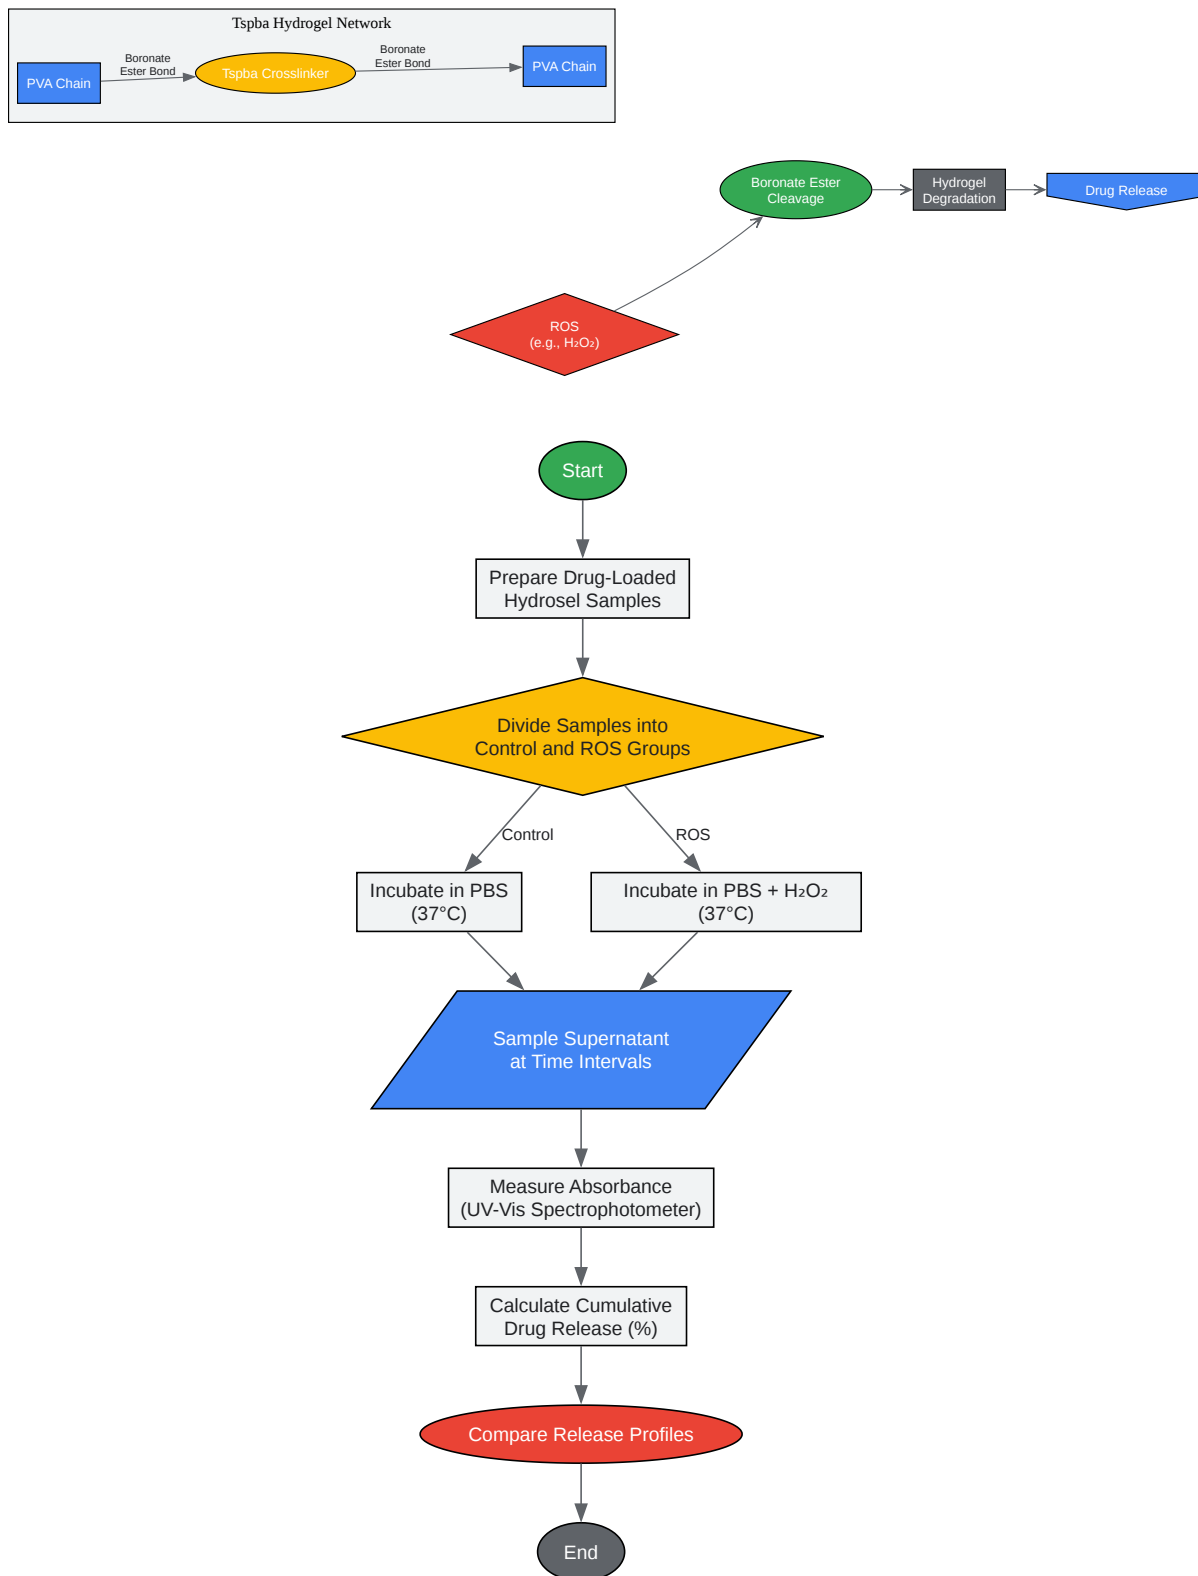 Tspba Hydrogel Network
PVA Chain
Boronate
Ester Bond
Tspba Crosslinker
Boronate
Ester Bond
PVA Chain
Boronate Ester
Cleavage
Hydrogel
Degradation
Drug Release
ROS
(e.g., H₂O₂)
Start
Prepare Drug-Loaded
Hydrosel Samples
Divide Samples into
Control and ROS Groups
Control
ROS
Incubate in PBS
(37°C)
Incubate in PBS + H₂O₂
(37°C)
Sample Supernatant
at Time Intervals
Measure Absorbance
(UV-Vis Spectrophotometer)
Calculate Cumulative
Drug Release (%)
Compare Release Profiles
End